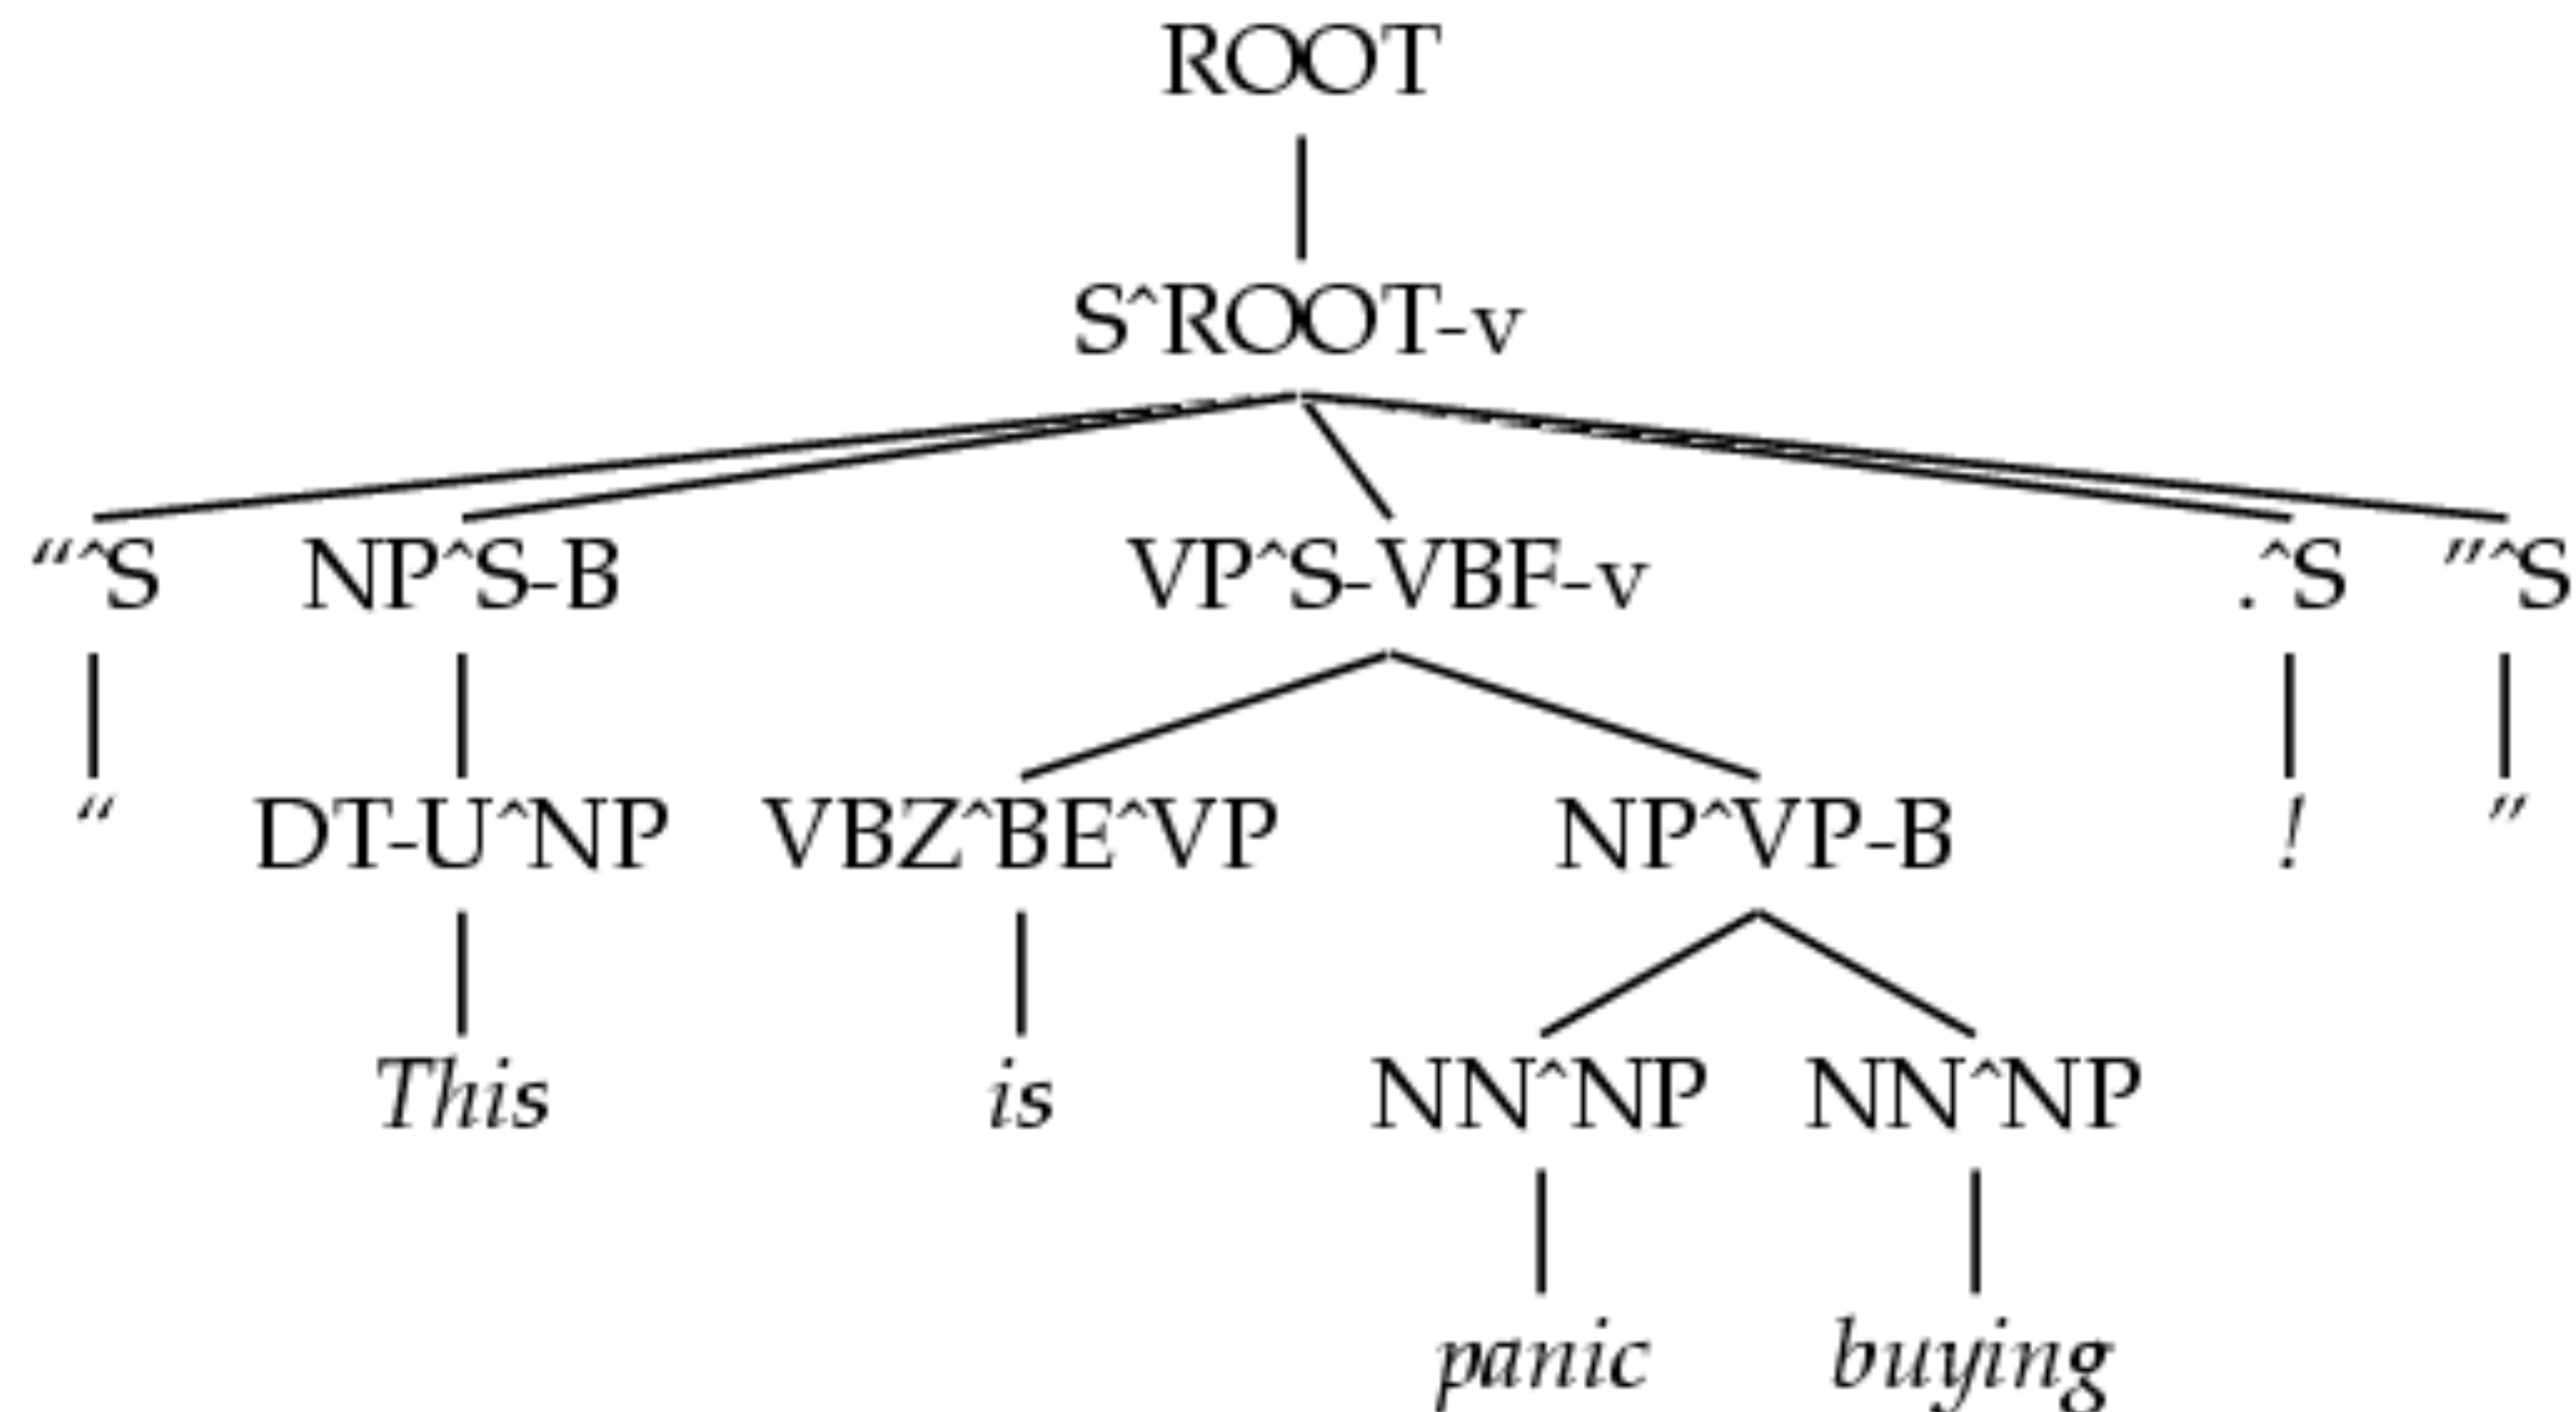 ROOT
S^ROOT-v
“^S NP^S-B VP^S-VBF-v .^S ”^S
“ DT-U^NP VBZ^BE^VP NP^VP-B ! ”
This is NN^NP NN^NP
panic buying